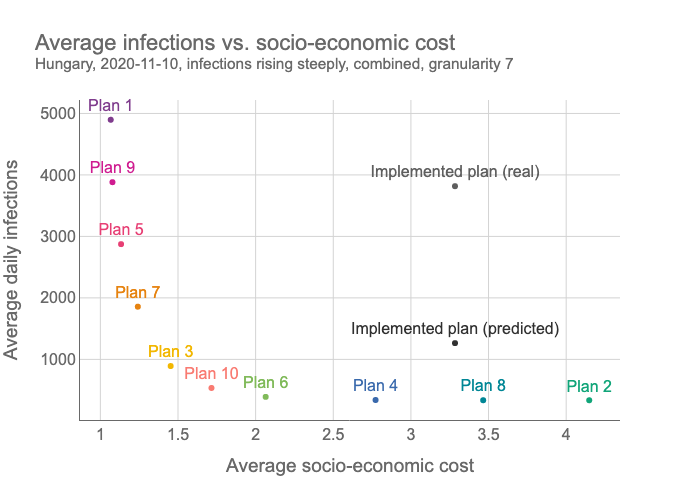 Average infections vs. socio-economic cost
Hungary, 2020-11-10, infections rising steeply, combined, granularity 7
Average daily infections
5000
4000
3000
2000
1000
Plan 1
Plan 9
Implemented plan (real)
Plan 5
Plan 7
Implemented plan (predicted)
Plan 3
Plan 10
Plan 6
Plan 4
Plan 8
Plan 2
1
1.5
2
2.5
3
3.5
4
Average socio-economic cost